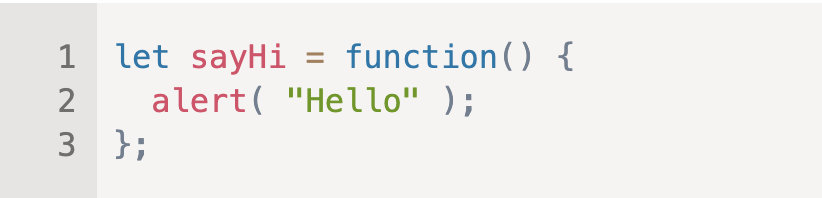 1 let sayHi = function() {
2   alert( "Hello" );
3 };